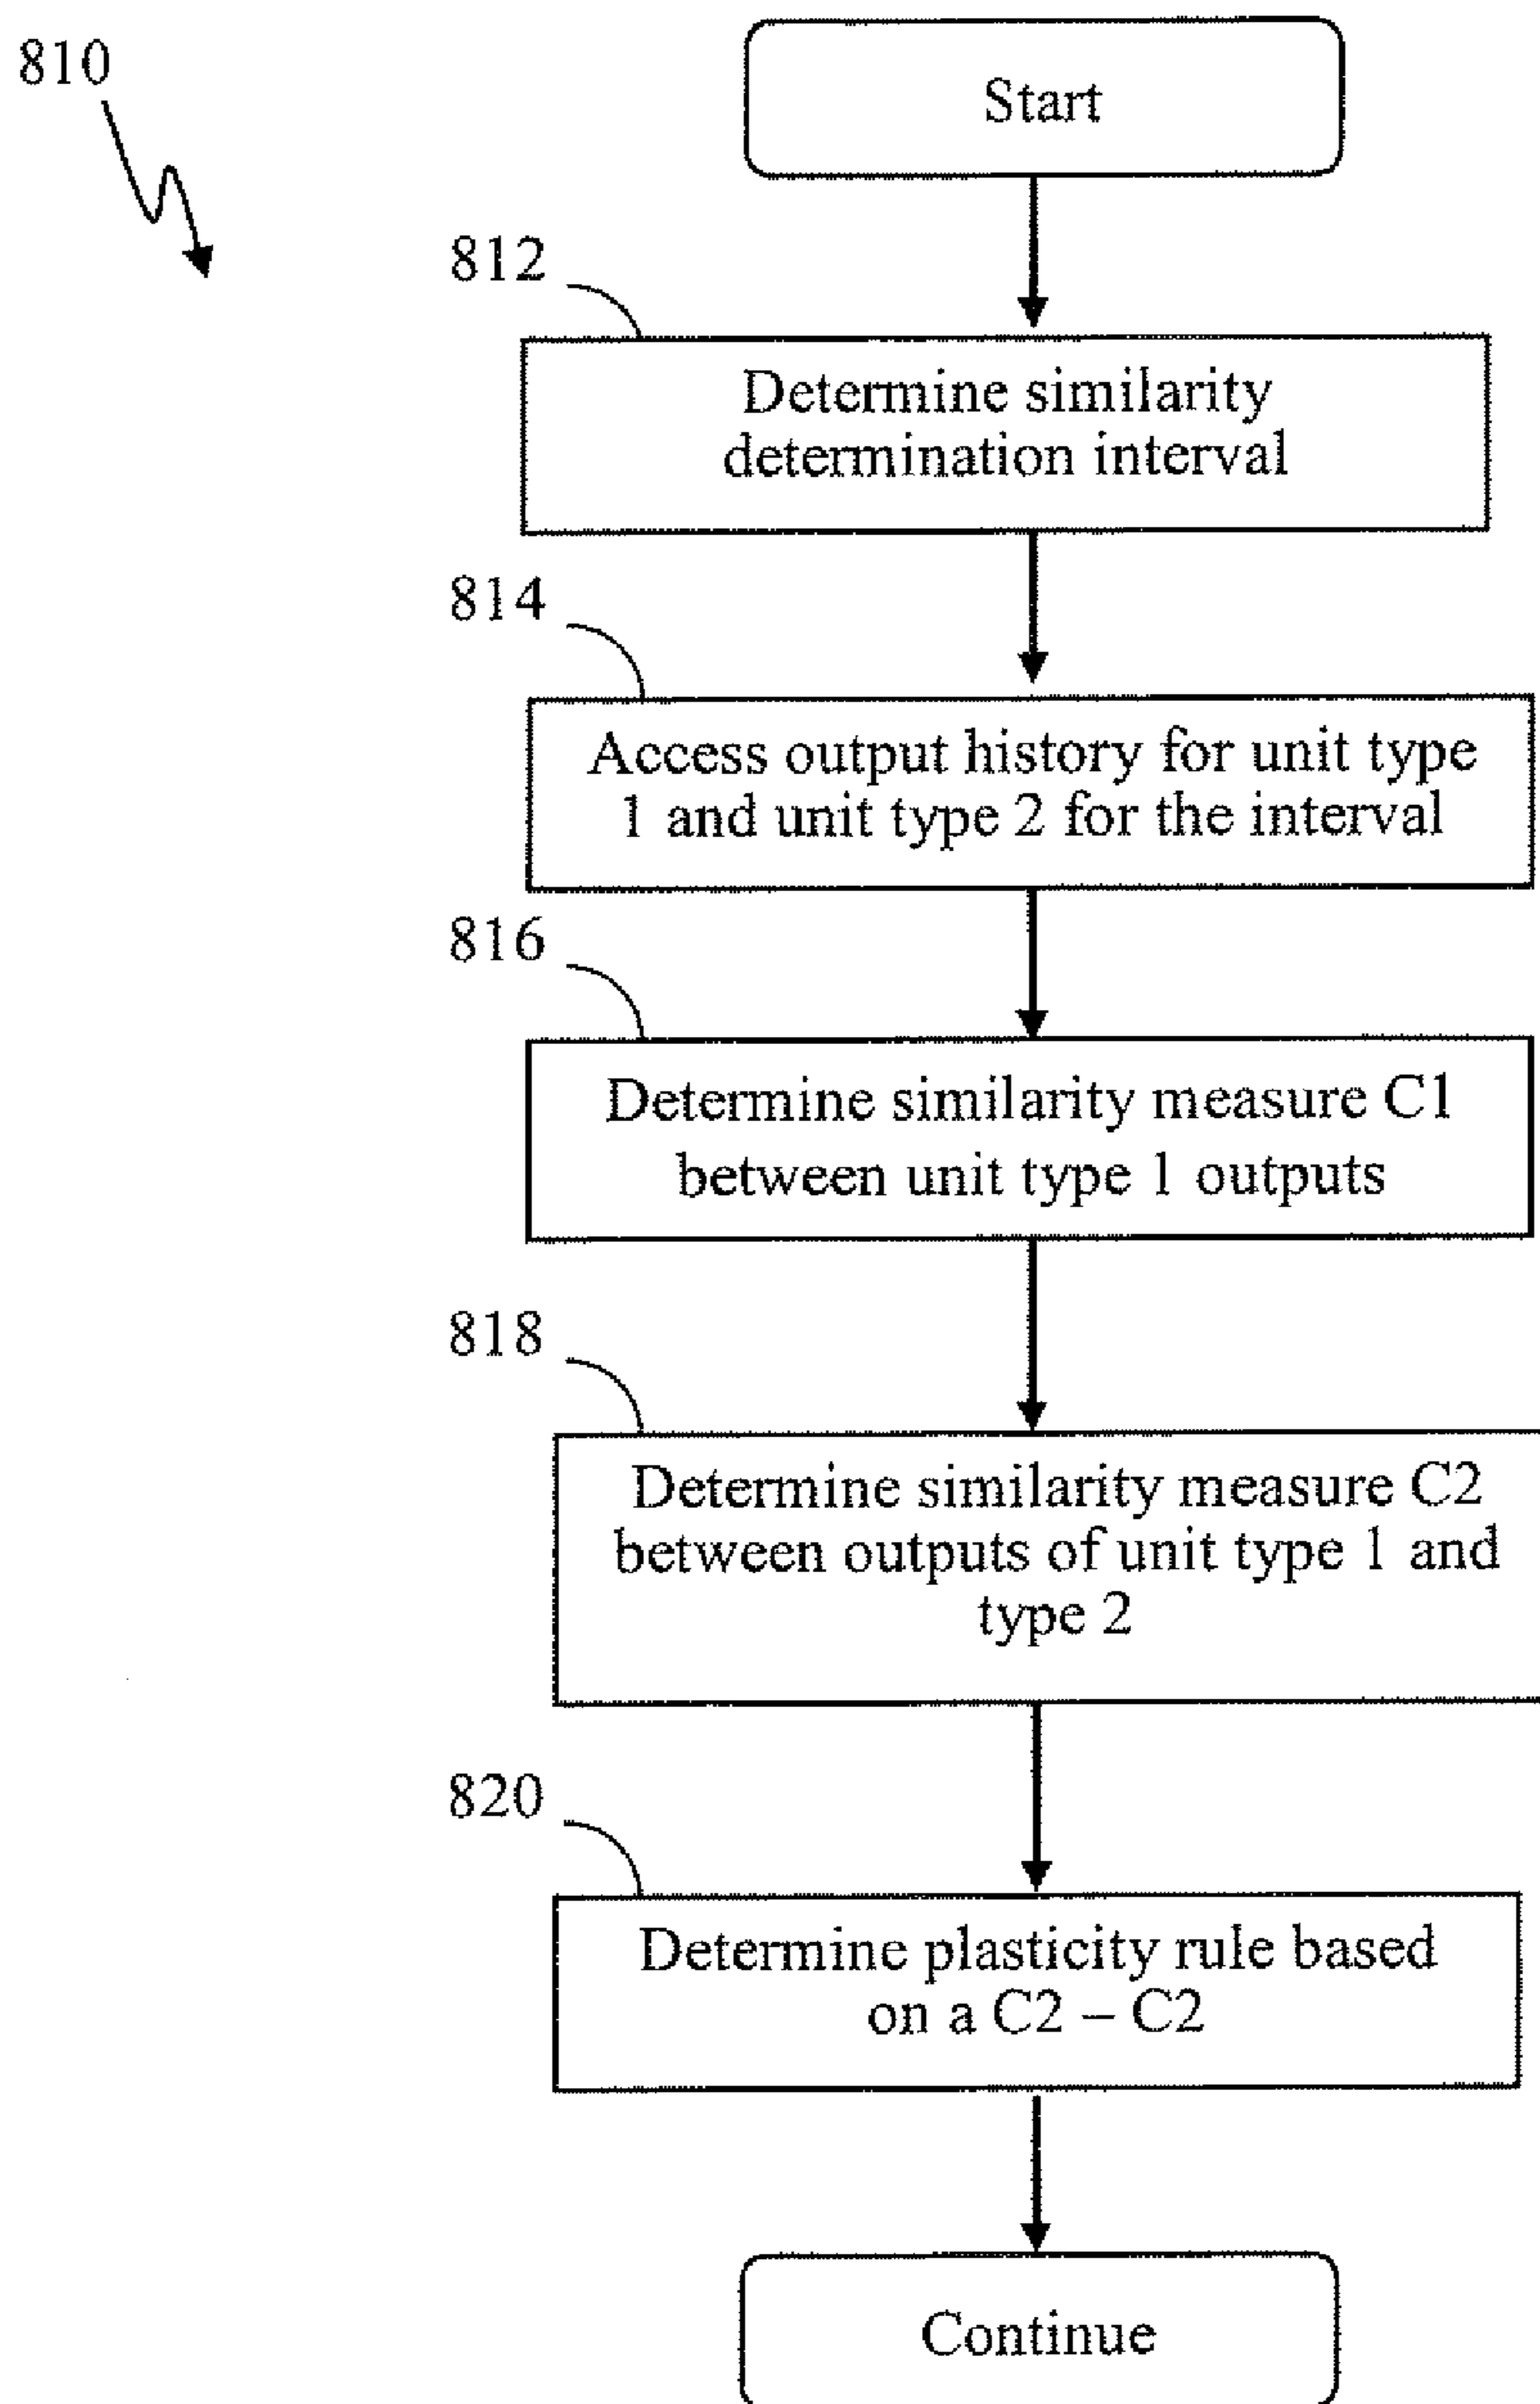 810
Start
812
Determine similarity
determination interval
814
Access output history for unit type
1 and unit type 2 for the interval
816
Determine similarity measure C1
between unit type 1 outputs
818
Determine similarity measure C2
between outputs of unit type 1 and
type 2
820
Determine plasticity rule based
on a C2 – C2
Continue